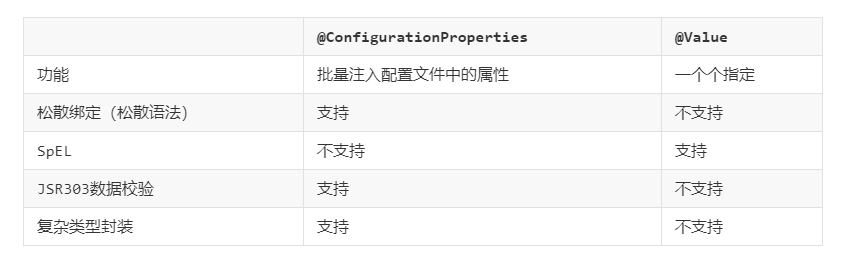 @ConfigurationProperties @Value
功能 批量注入配置文件中的属性 一个个指定
松散绑定（松散语法） 支持 不支持
SpEL 不支持 支持
JSR303数据校验 支持 不支持
复杂类型封装 支持 不支持